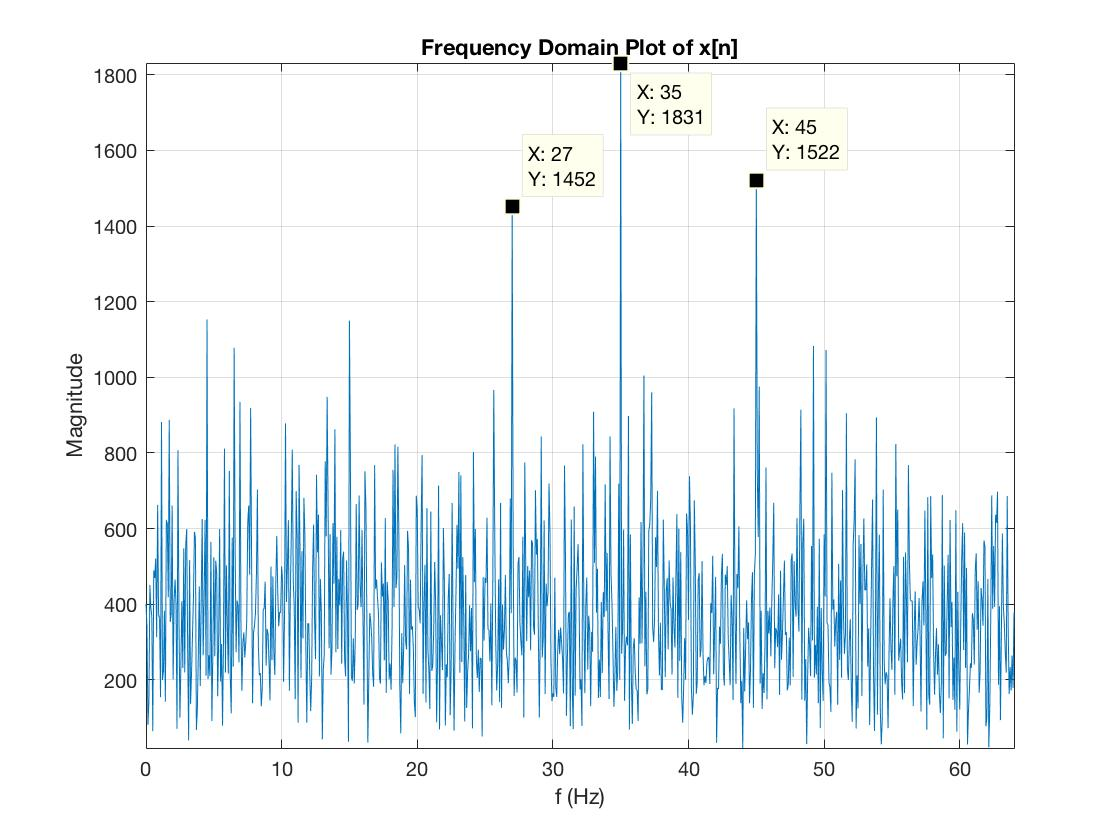 Frequency Domain Plot of x[n]
1800
1600
1400
1200
1000
800
600
400
200
Magnitude
X: 27
Y: 1452
X: 35
Y: 1831
X: 45
Y: 1522
0 10 20 30 40 50 60
f (Hz)